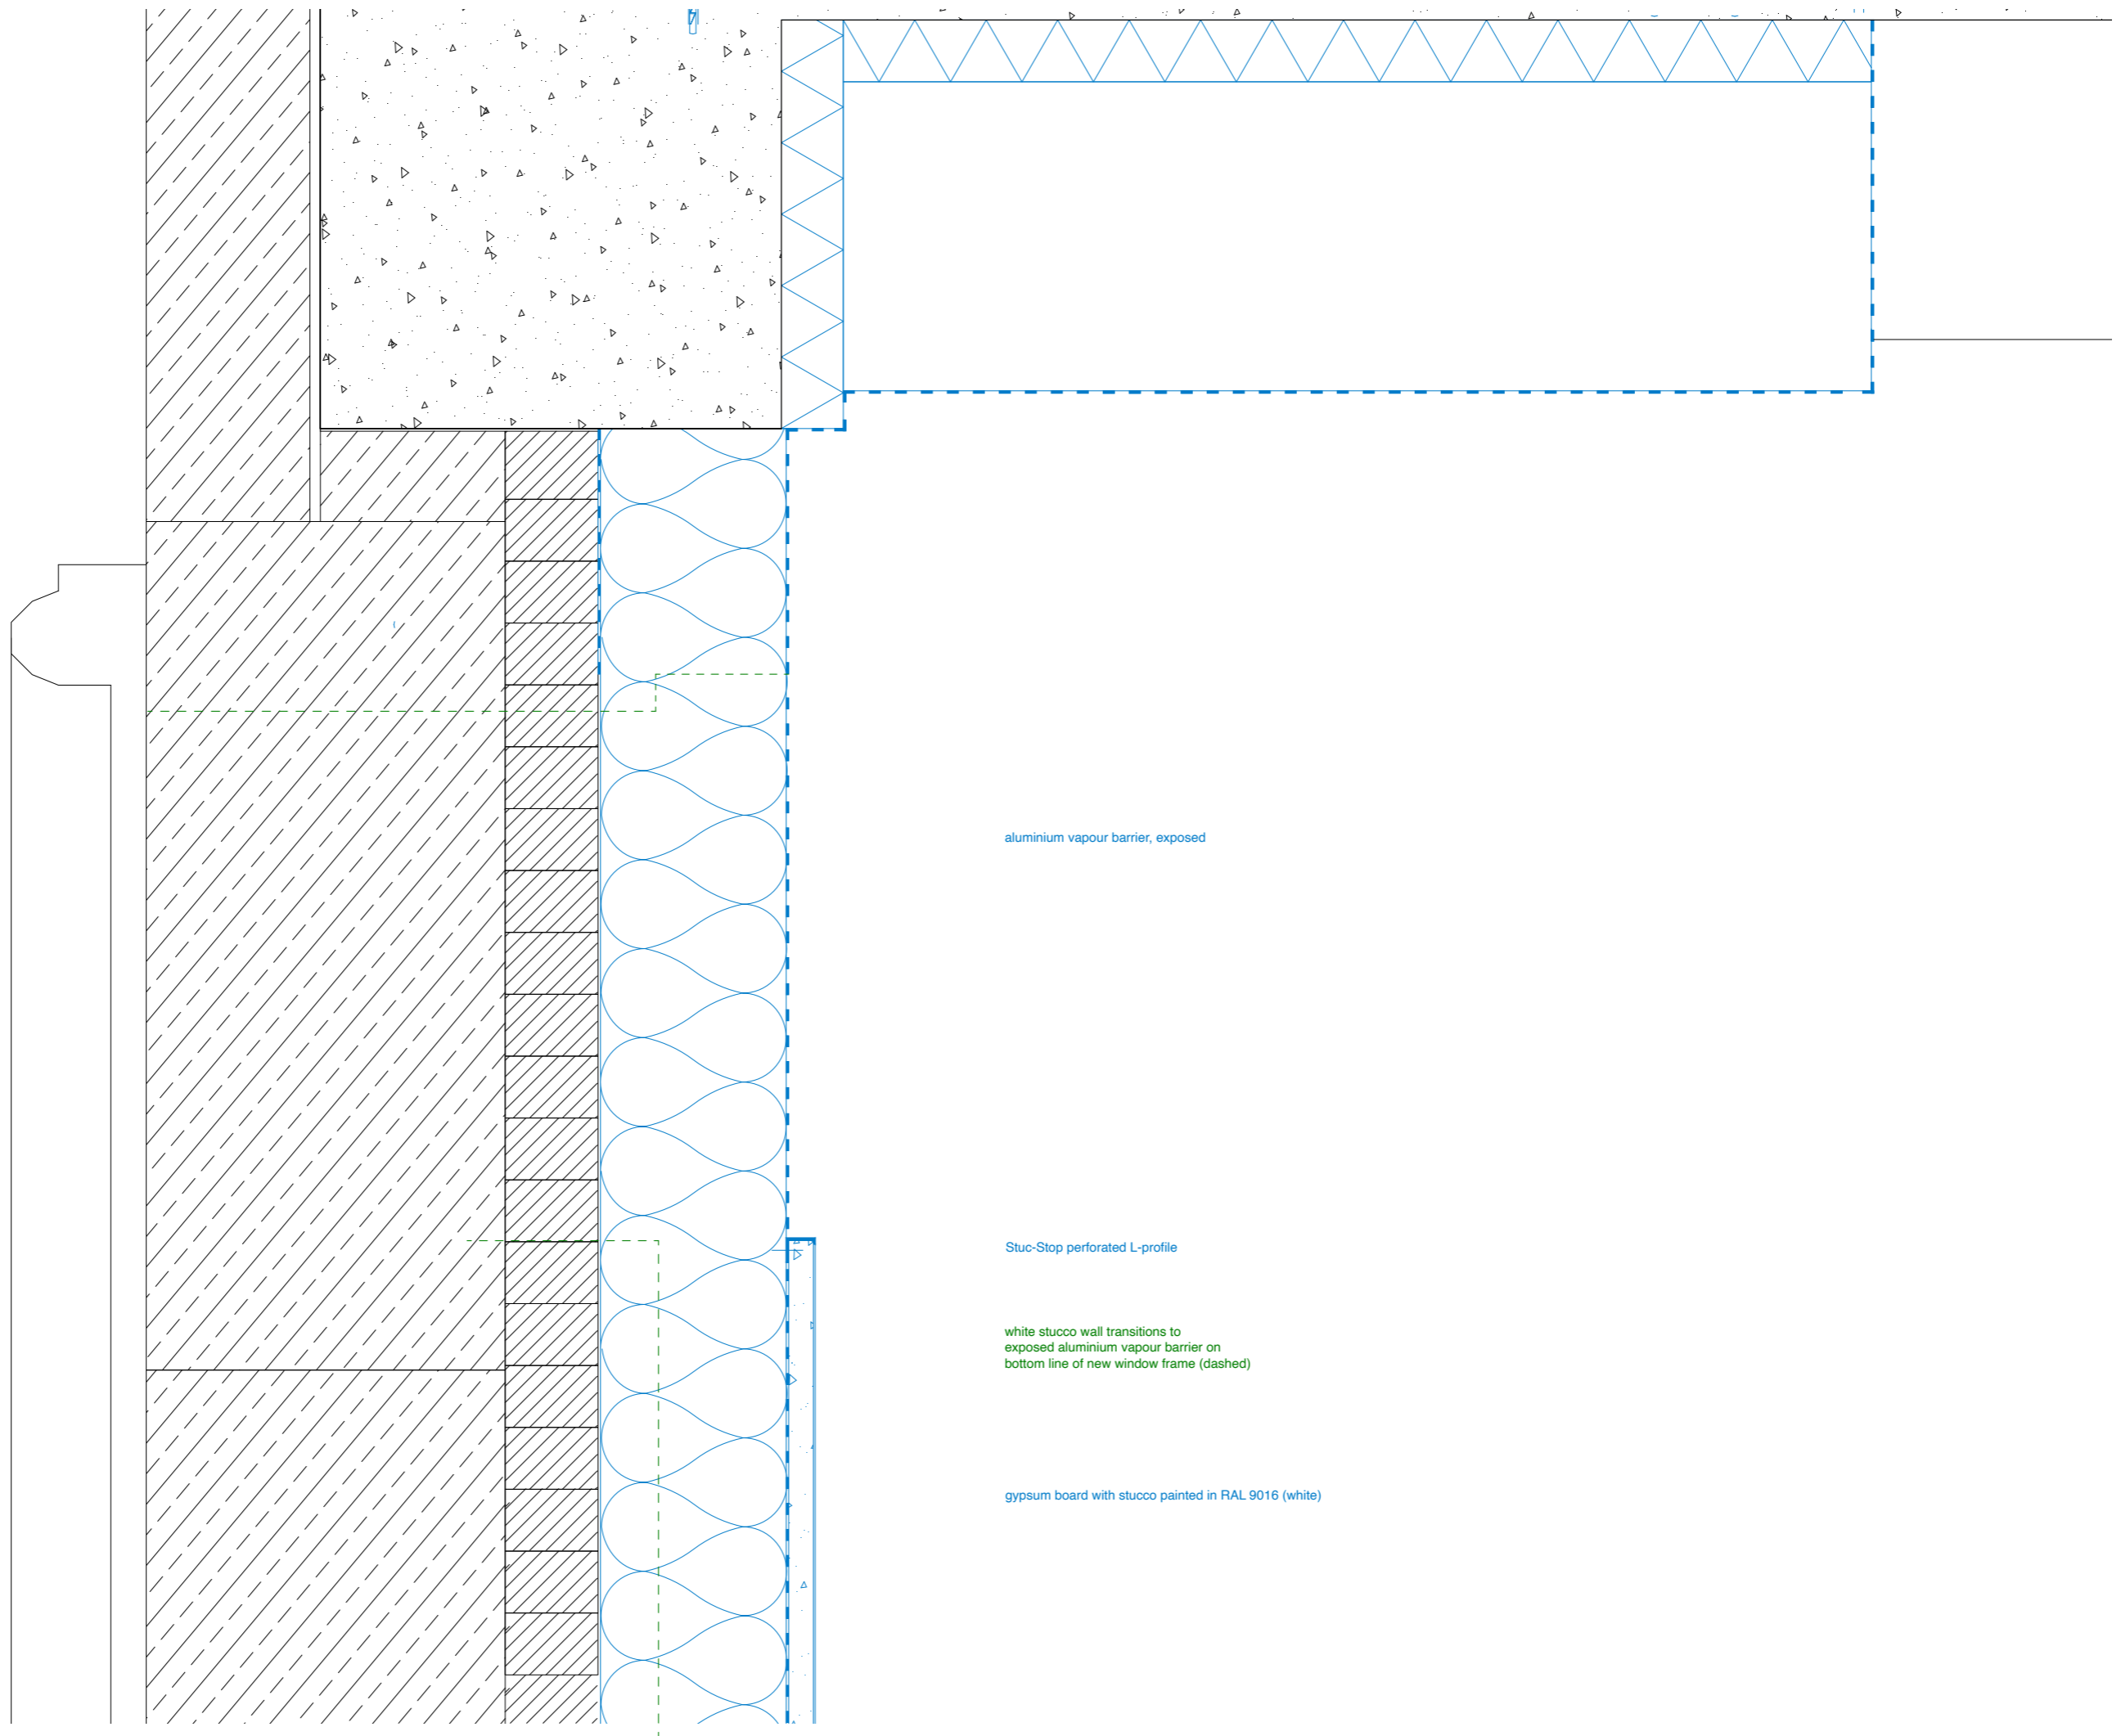 aluminium vapour barrier, exposed
Stuc-Stop perforated L-profile
white stucco wall transitions to
exposed aluminium vapour barrier on
bottom line of new window frame (dashed)
gypsum board with stucco painted in RAL 9016 (white)